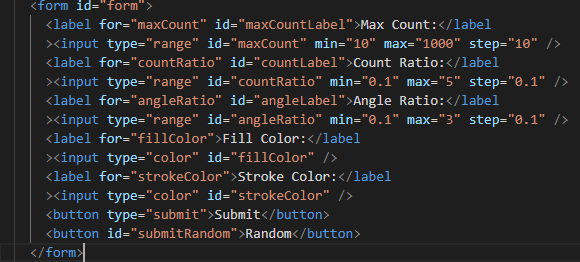 <form id="form">
<label for="maxCount" id="maxCountLabel">Max Count:</label
><input type="range" id="maxCount" min="10" max="1000" step="10" />
<label for="countRatio" id="countLabel">Count Ratio:</label
><input type="range" id="countRatio" min="0.1" max="5" step="0.1" />
<label for="angleRatio" id="angleLabel">Angle Ratio:</label
><input type="range" id="angleRatio" min="0.1" max="3" step="0.1" />
<label for="fillColor">Fill Color:</label
><input type="color" id="fillColor" />
<label for="strokeColor">Stroke Color:</label
><input type="color" id="strokeColor" />
<button type="submit">Submit</button>
<button id="submitRandom">Random</button>
</form>